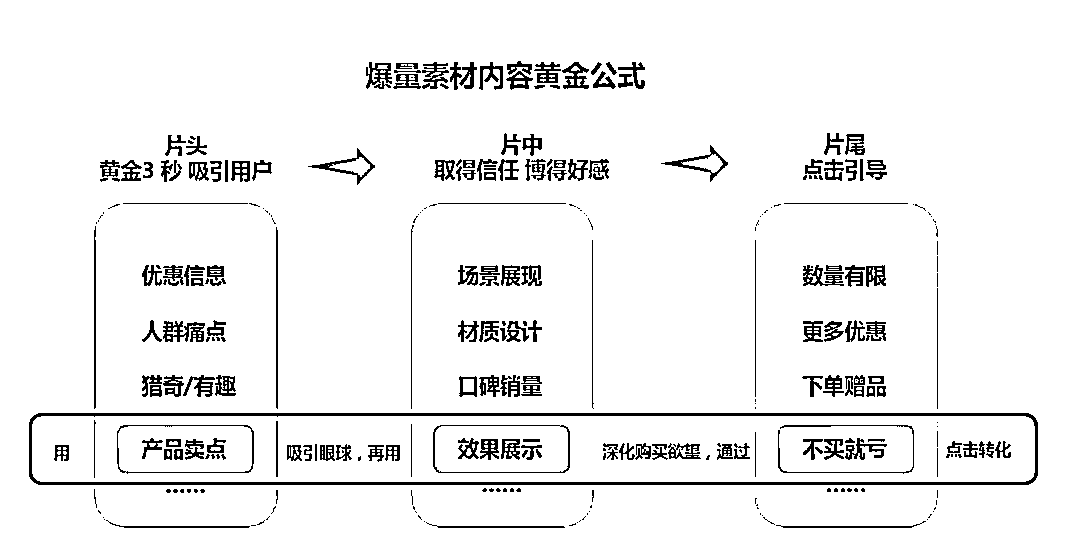 爆量素材内容黄金公式
片头
黄金3 秒 吸引用户
片中
取得信任 博得好感
片尾
点击引导
优惠信息
场景展现
数量有限
人群痛点
材质设计
更多优惠
猎奇/有趣
口碑销量
下单赠品
用 产品卖点 吸引眼球，再用 效果展示 深化购买欲望，通过 不买就亏 点击转化
...... ...... ......